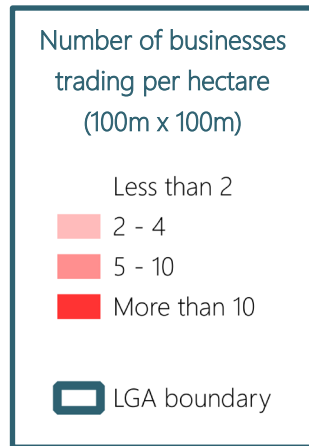 Number of businesses
trading per hectare
(100m x 100m)
Less than 2
2 - 4
5 - 10
More than 10
LGA boundary